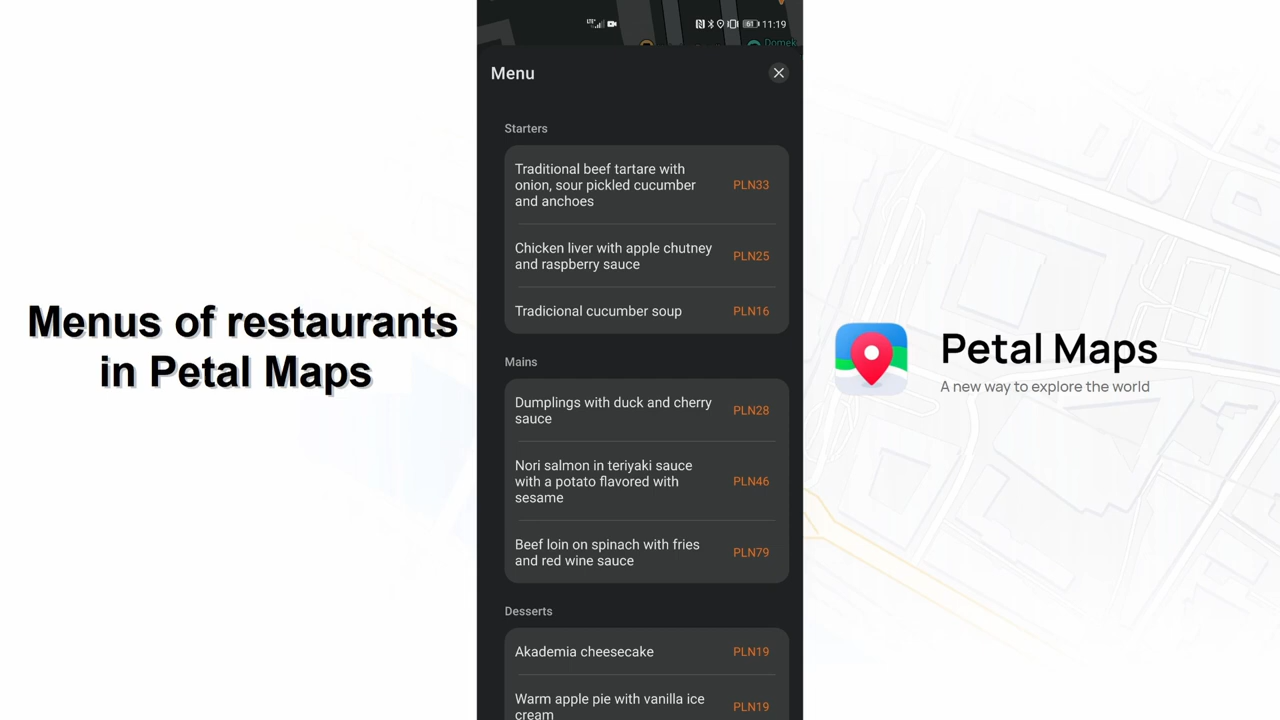 Menus of restaurants
in Petal Maps
11:19
61
Domek
Menu
Starters
Traditional beef tartare with
onion, sour pickled cucumber
and anchoes
PLN33
Chicken liver with apple chutney
and raspberry sauce
PLN25
Tradicional cucumber soup
PLN16
Mains
Dumplings with duck and cherry
sauce
PLN28
Nori salmon in teriyaki sauce
with a potato flavored with
sesame
PLN46
Beef loin on spinach with fries
and red wine sauce
PLN79
Desserts
Akademia cheesecake
PLN19
Warm apple pie with vanilla ice
cream
PLN19
Petal Maps
A new way to explore the world